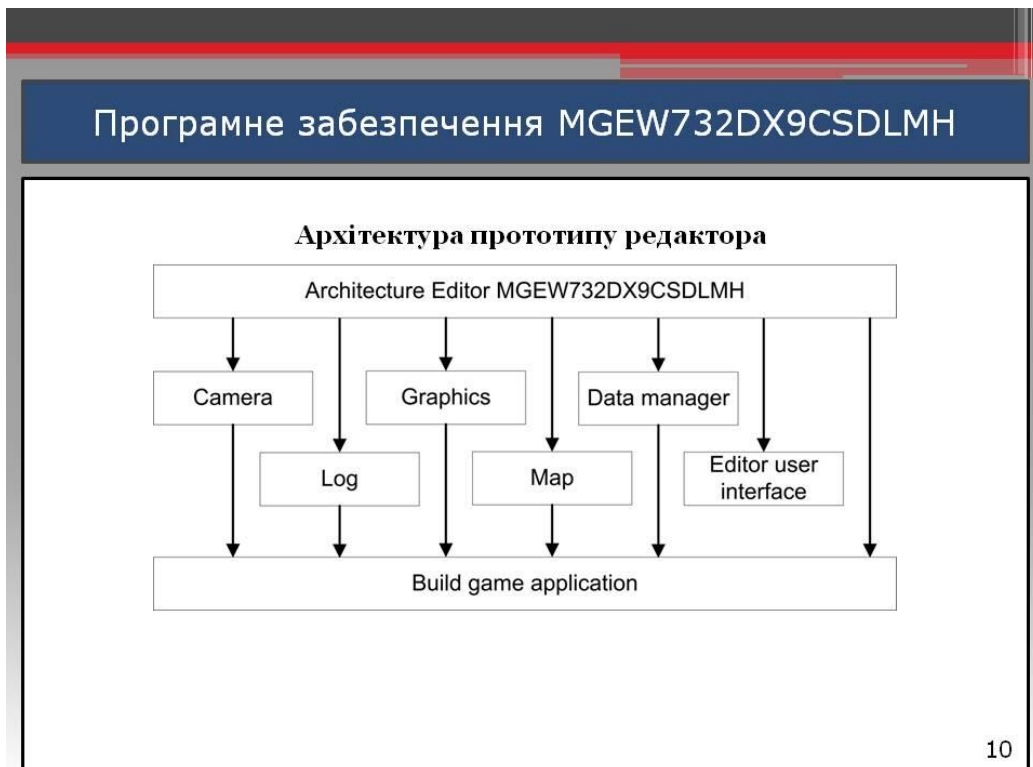 Програмне забезпечення MGEW732DX9CSDLMH
Архітектура прототипу редактора
Architecture Editor MGEW732DX9CSDLMH
Camera
Graphics
Data manager
Log
Map
Editor user
interface
Build game application
10